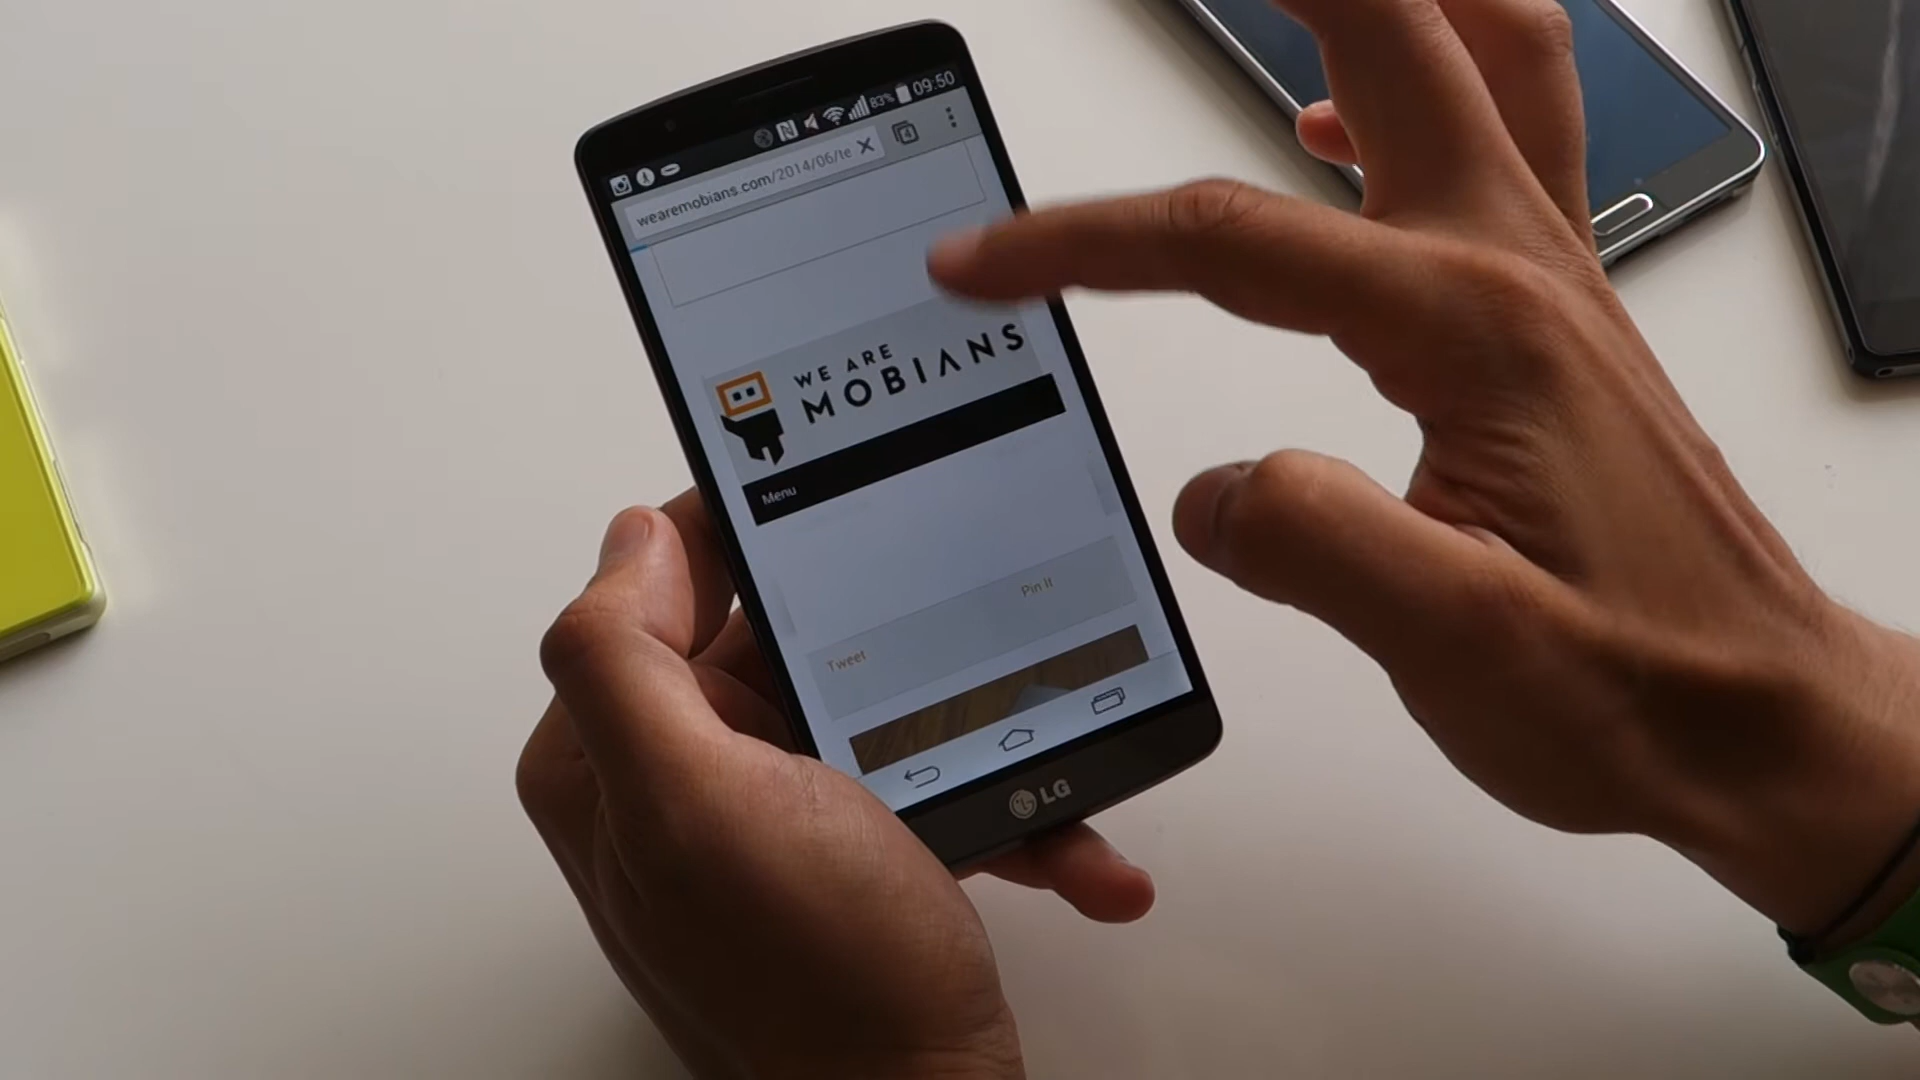 83% 09:50
4
wearemobians.com/2014/06/te
WE ARE
MOBIANS
Menu
Pin It
Tweet
LG